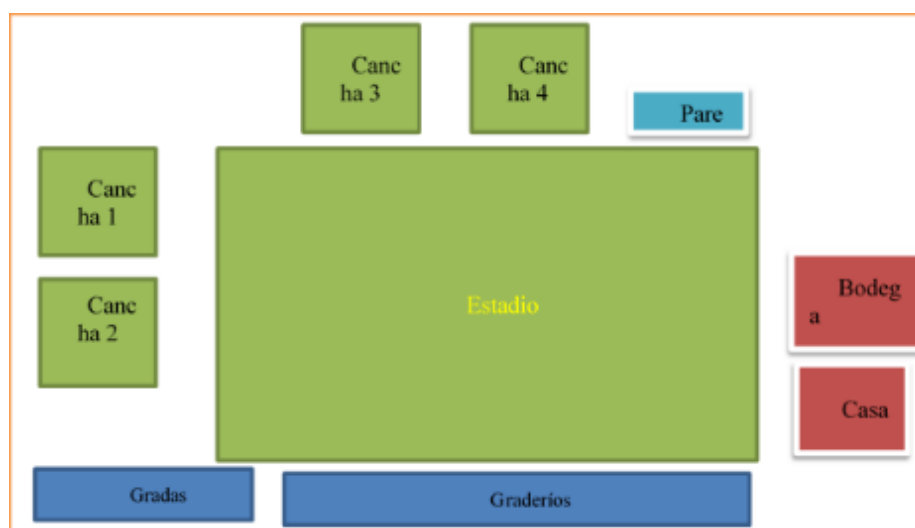 Canc
ha 3
Canc
ha 4
Pare
Canc
ha 1
Canc
ha 2
Estadio
Bodeg
a
Casa
Gradas
Graderíos